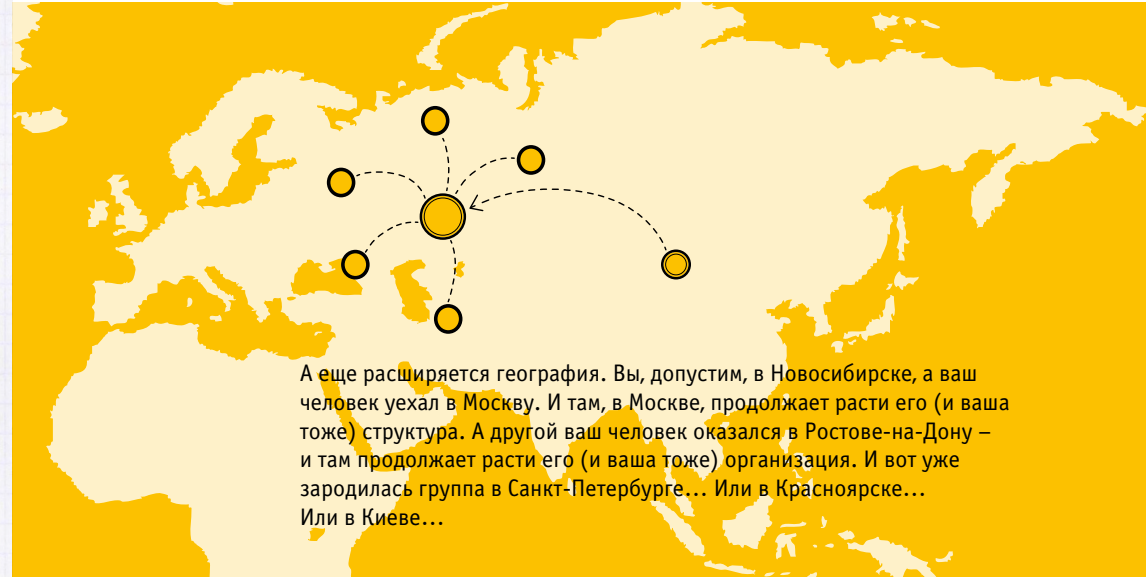 А еще расширяется география. Вы, допустим, в Новосибирске, а ваш
человек уехал в Москву. И там, в Москве, продолжает расти его (и ваша
тоже) структура. А другой ваш человек оказался в Ростове-на-Дону –
и там продолжает расти его (и ваша тоже) организация. И вот уже
зародилась группа в Санкт-Петербурге… Или в Красноярске…
Или в Киеве…